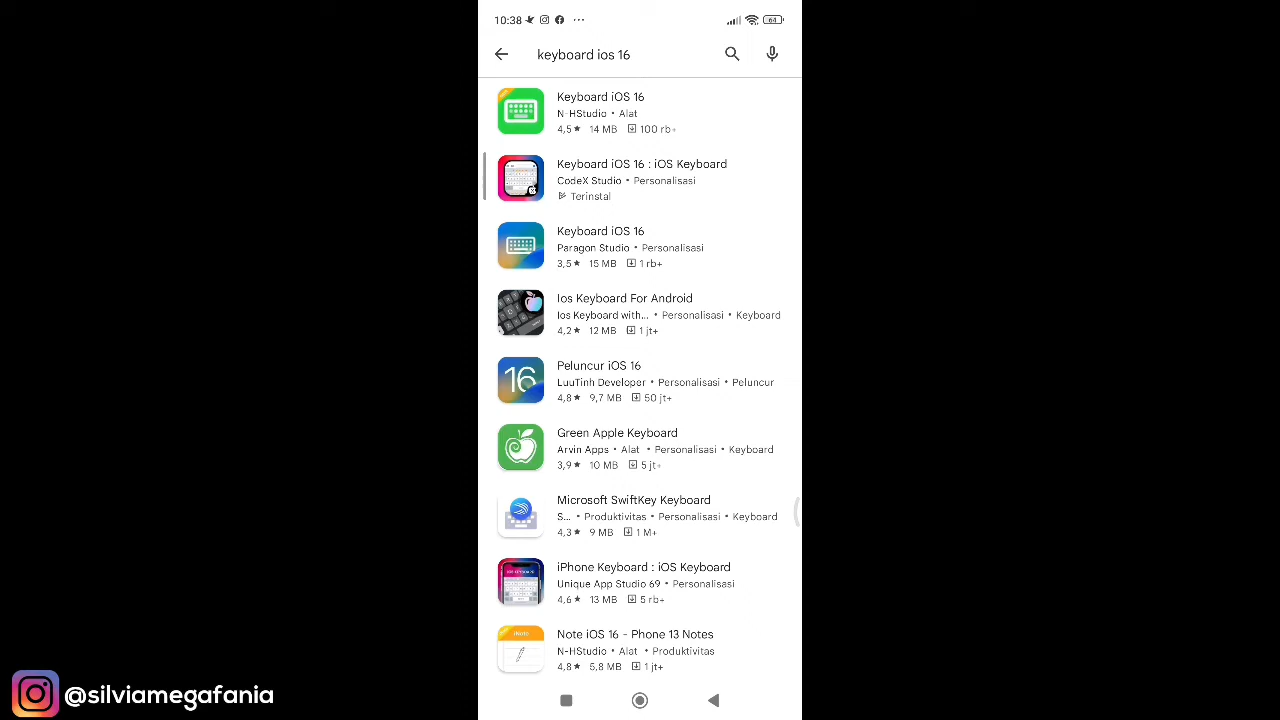 10:38 ··· 64
keyboard ios 16
Keyboard iOS 16
N-HStudio • Alat
4,5★ 14 MB 100 rb+
Keyboard iOS 16 : iOS Keyboard
CodeX Studio • Personalisasi
Terinstal
Keyboard iOS 16
Paragon Studio • Personalisasi
3,5★ 15 MB 1 rb+
Ios Keyboard For Android
Ios Keyboard with... • Personalisasi • Keyboard
4,2★ 12 MB 1 jt+
16
Peluncur iOS 16
LuuTinh Developer • Personalisasi • Peluncur
4,8★ 9,7 MB 50 jt+
Green Apple Keyboard
Arvin Apps • Alat • Personalisasi • Keyboard
3,9★ 10 MB 5 jt+
Microsoft SwiftKey Keyboard
S... • Produktivitas • Personalisasi • Keyboard
4,3★ 9 MB 1 M+
iPhone Keyboard : iOS Keyboard
Unique App Studio 69 • Personalisasi
4,6★ 13 MB 5 rb+
Note iOS 16 - Phone 13 Notes
N-HStudio • Alat • Produktivitas
4,8★ 5,8 MB 1 jt+
@silviamegafania